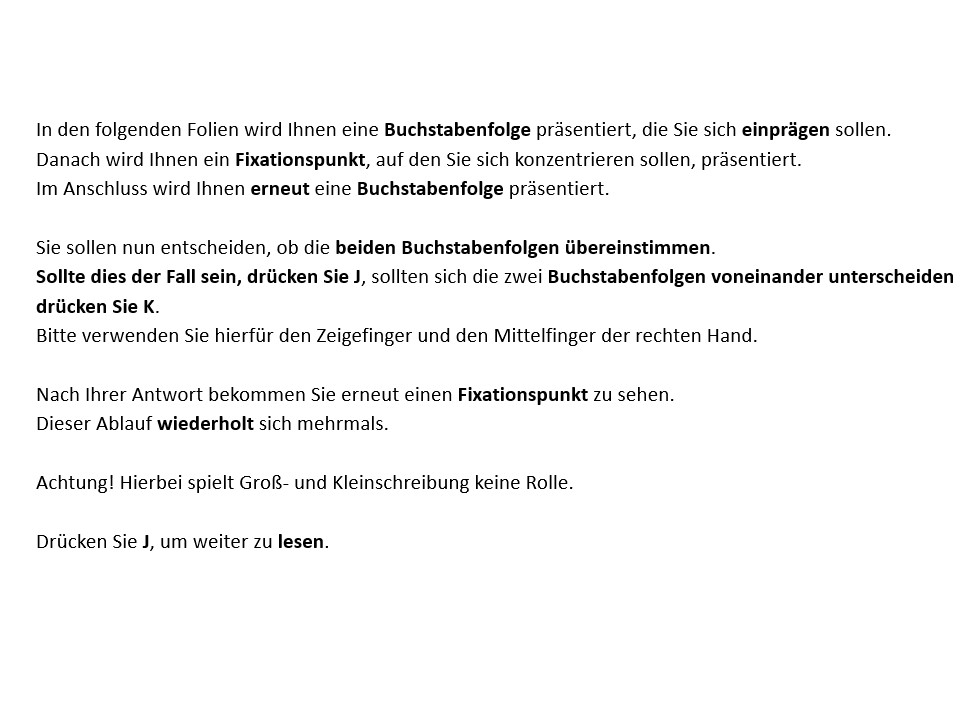 In den folgenden Folien wird Ihnen eine Buchstabenfolge präsentiert, die Sie sich einprägen sollen.
Danach wird Ihnen ein Fixationspunkt, auf den Sie sich konzentrieren sollen, präsentiert.
Im Anschluss wird Ihnen erneut eine Buchstabenfolge präsentiert.
Sie sollen nun entscheiden, ob die beiden Buchstabenfolgen übereinstimmen.
Sollte dies der Fall sein, drücken Sie J, sollten sich die zwei Buchstabenfolgen voneinander unterscheiden
drücken Sie K.
Bitte verwenden Sie hierfür den Zeigefinger und den Mittelfinger der rechten Hand.
Nach Ihrer Antwort bekommen Sie erneut einen Fixationspunkt zu sehen.
Dieser Ablauf wiederholt sich mehrmals.
Achtung! Hierbei spielt Groß- und Kleinschreibung keine Rolle.
Drücken Sie J, um weiter zu lesen.